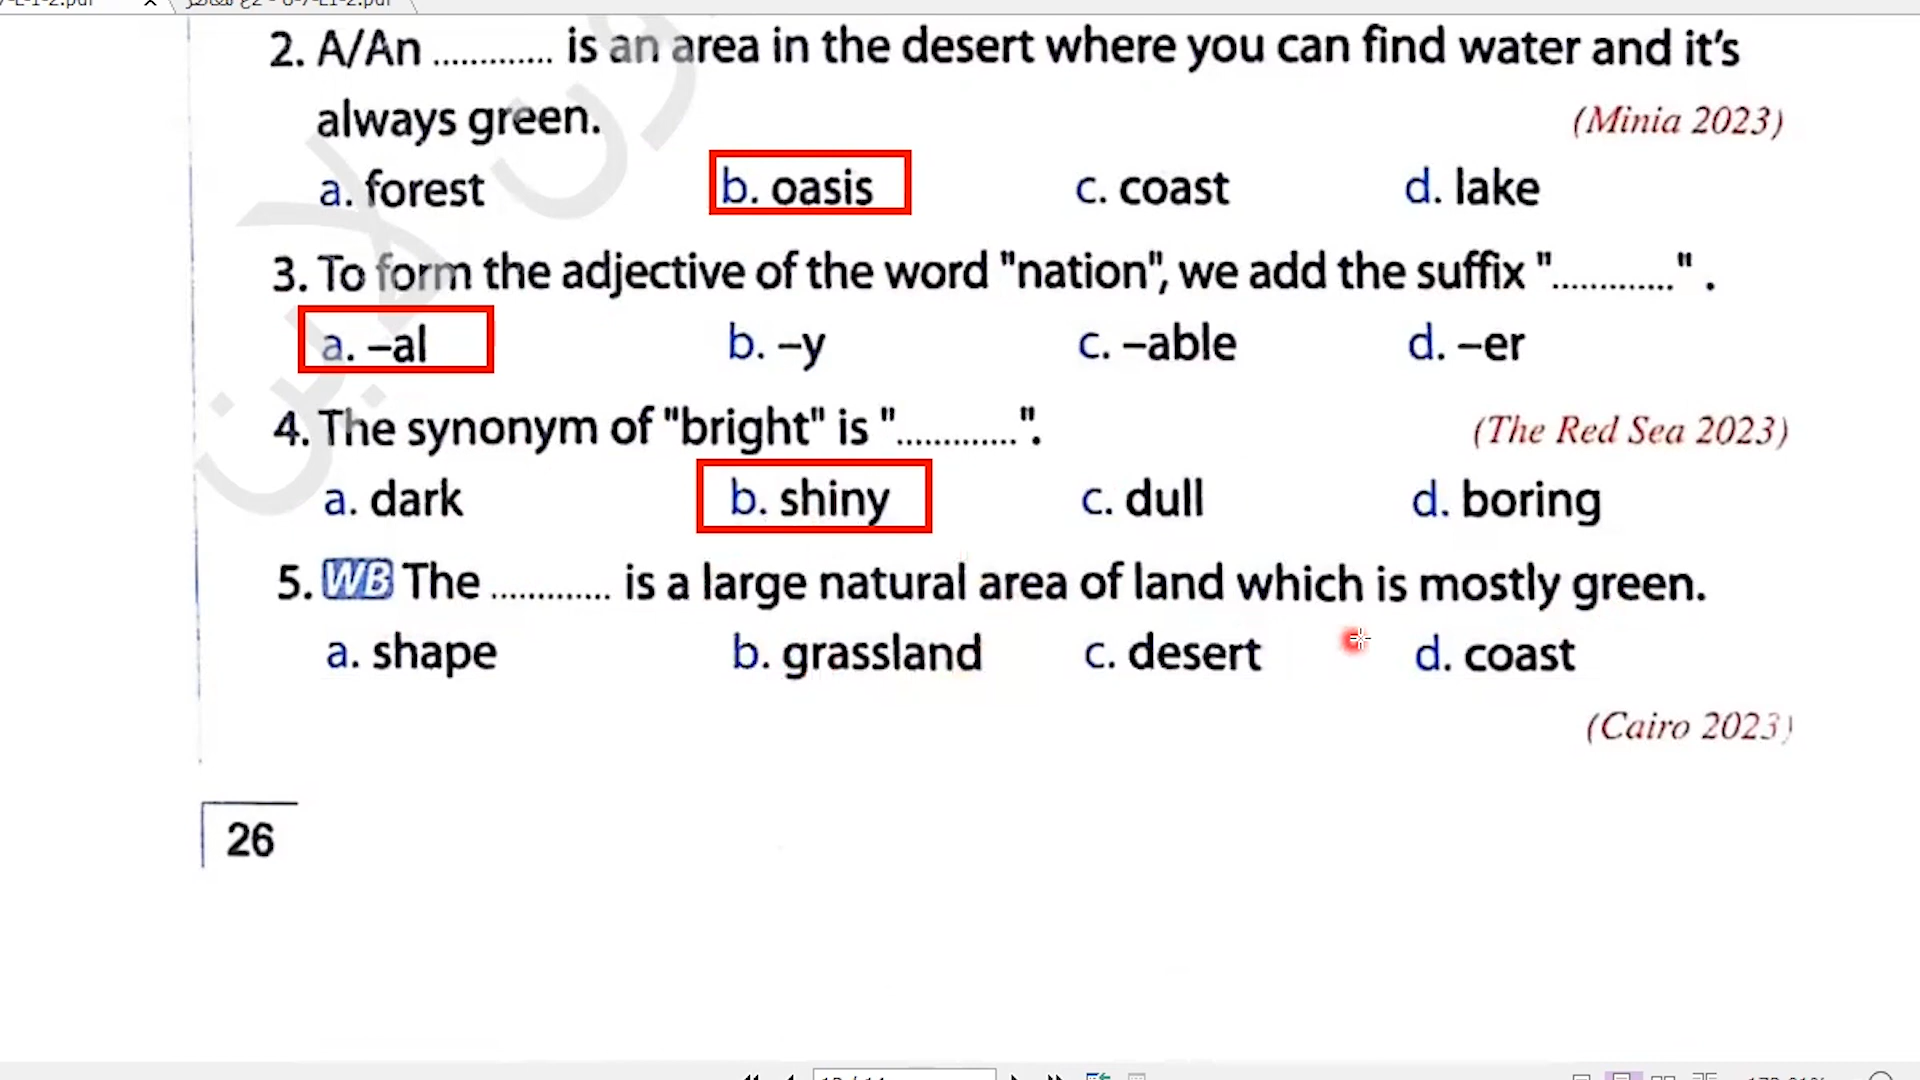 2. A/An ............. is an area in the desert where you can find water and it's
always green. (Minia 2023)
a. forest b. oasis c. coast d. lake
3. To form the adjective of the word "nation", we add the suffix "............." .
a. –al b. –y c. –able d. –er
4. The synonym of "bright" is ".............". (The Red Sea 2023)
a. dark b. shiny c. dull d. boring
5. WB The ............. is a large natural area of land which is mostly green.
a. shape b. grassland c. desert d. coast
(Cairo 2023)
26